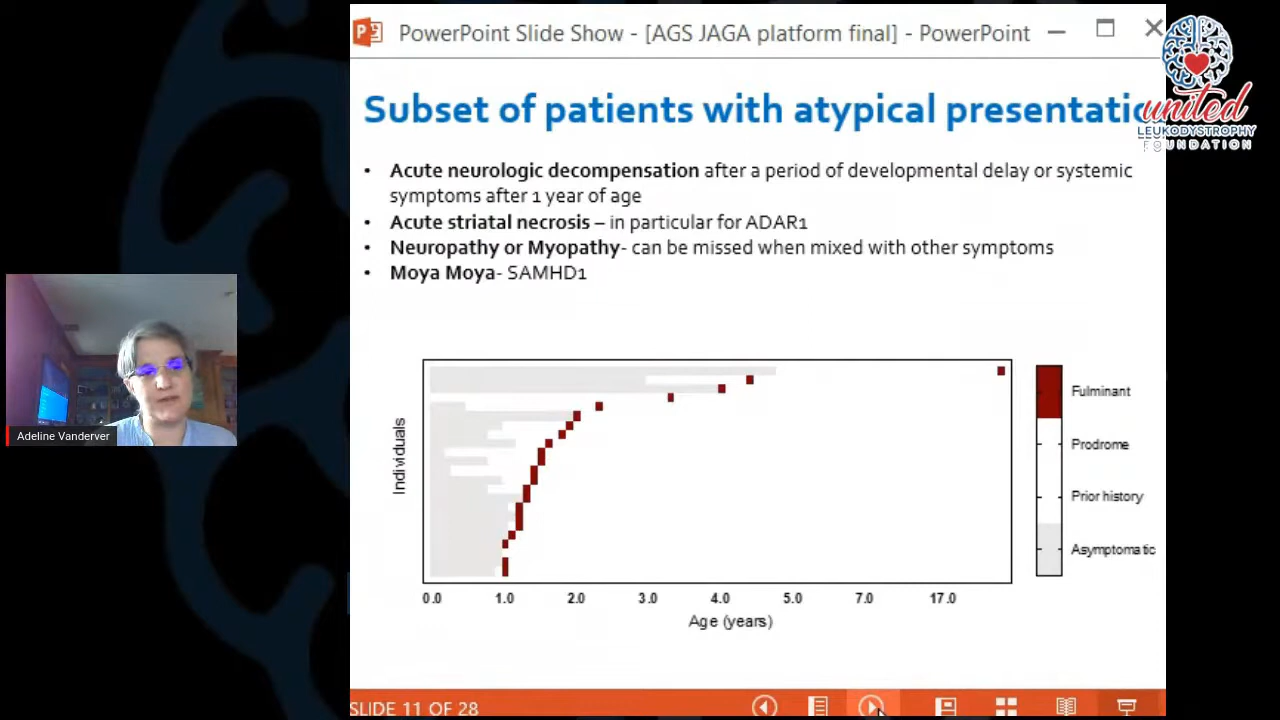 PowerPoint Slide Show - [AGS JAGA platform final] - PowerPoint
united
LEUKODYSTROPHY
FOUNDATION
Subset of patients with atypical presentatic
• Acute neurologic decompensation after a period of developmental delay or systemic
symptoms after 1 year of age
• Acute striatal necrosis – in particular for ADAR1
• Neuropathy or Myopathy- can be missed when mixed with other symptoms
• Moya Moya- SAMHD1
Individuals
Fulminant
Prodrome
Prior history
Asymptomatic
0.0 1.0 2.0 3.0 4.0 5.0 7.0 17.0
Age (years)
Adeline Vanderver
SLIDE 11 OF 28